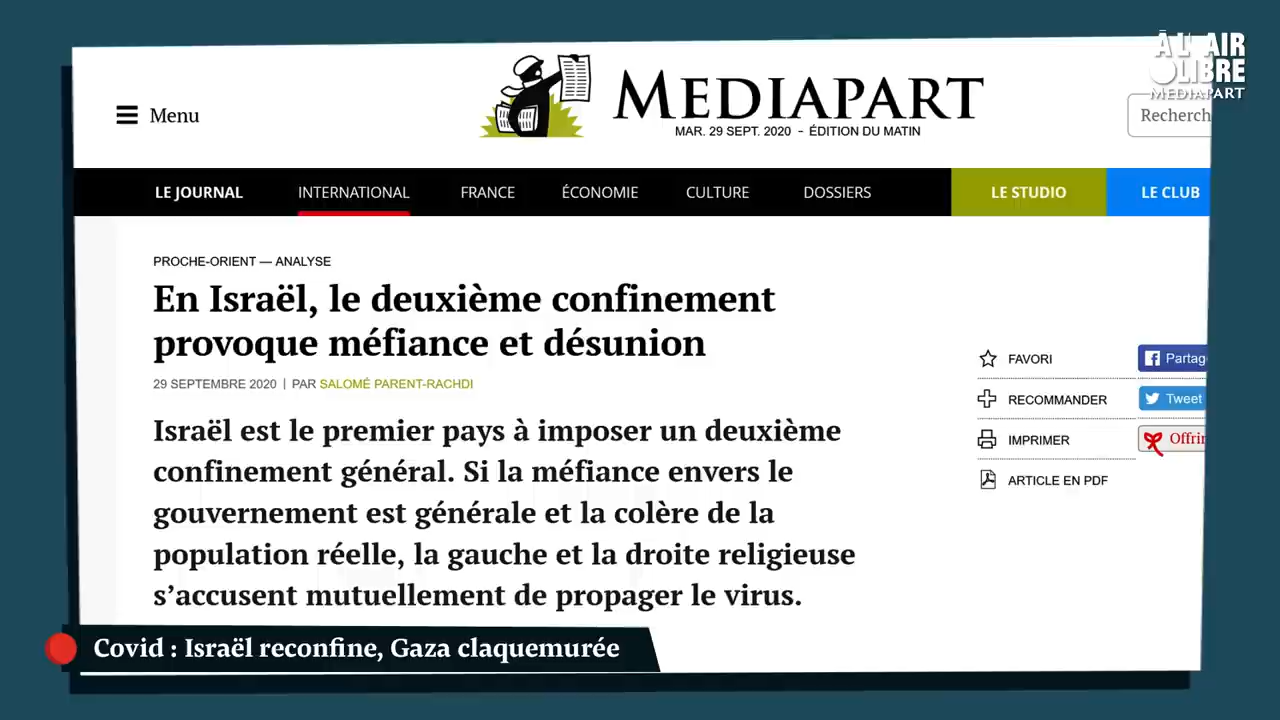 À L'AIR
LIBRE
MEDIAPART
Menu
MEDIAPART
MAR. 29 SEPT. 2020 - ÉDITION DU MATIN
Recherch
LE JOURNAL INTERNATIONAL FRANCE ÉCONOMIE CULTURE DOSSIERS LE STUDIO LE CLUB
PROCHE-ORIENT — ANALYSE
En Israël, le deuxième confinement
provoque méfiance et désunion
29 SEPTEMBRE 2020 | PAR SALOMÉ PARENT-RACHDI
Israël est le premier pays à imposer un deuxième
confinement général. Si la méfiance envers le
gouvernement est générale et la colère de la
population réelle, la gauche et la droite religieuse
s’accusent mutuellement de propager le virus.
FAVORI Partag
RECOMMANDER Tweet
IMPRIMER Offrir
ARTICLE EN PDF
Covid : Israël reconfine, Gaza claquemurée